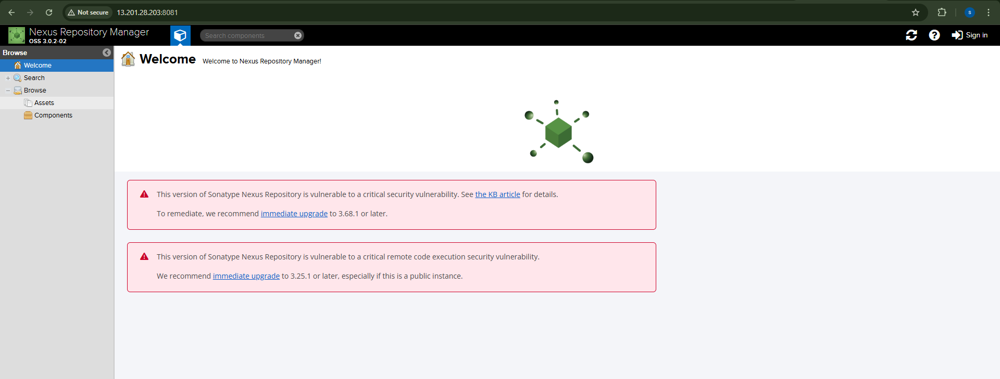 Not secure
13.201.28.203:8081
S
Nexus Repository Manager
OSS 3.0.2-02
Search components
Sign in
Browse
Welcome
Search
Browse
Assets
Components
Welcome Welcome to Nexus Repository Manager!
This version of Sonatype Nexus Repository is vulnerable to a critical security vulnerability. See the KB article for details.
To remediate, we recommend immediate upgrade to 3.68.1 or later.
This version of Sonatype Nexus Repository is vulnerable to a critical remote code execution security vulnerability.
We recommend immediate upgrade to 3.25.1 or later, especially if this is a public instance.